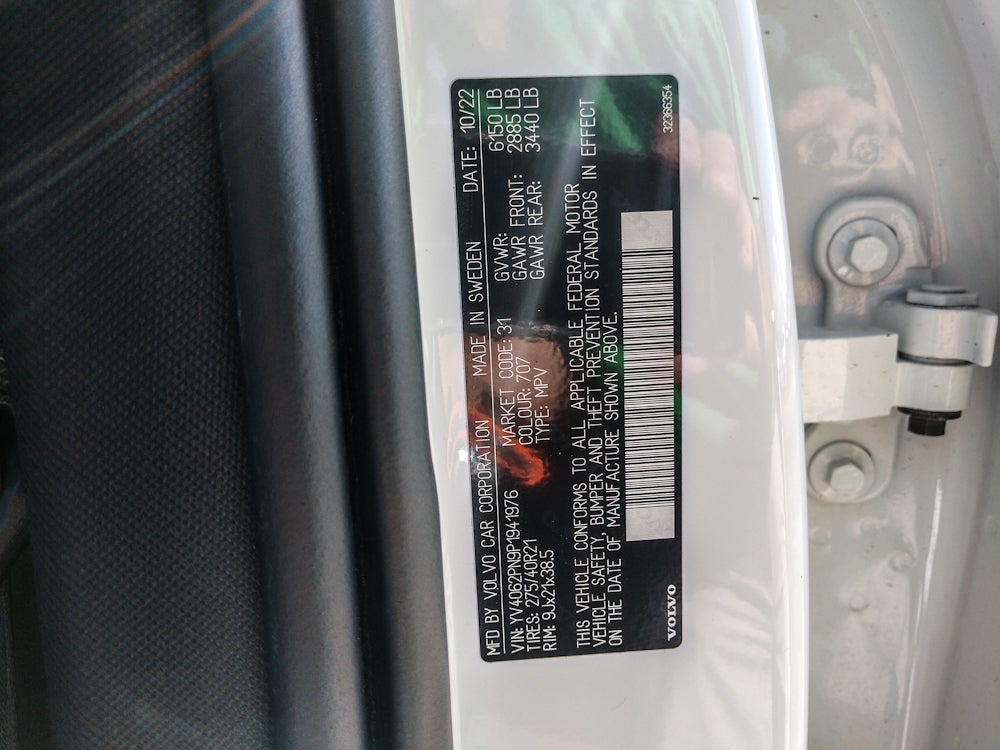 MFD BY VOLVO CAR CORPORATION MADE IN SWEDEN DATE: 10/22
VIN: YV4062PN9P1941976 MARKET CODE: 31 GVWR: 6150 LB
TIRES: 275/40R21 COLOUR: 707 GAWR FRONT: 2885 LB
RIM: 9Jx21x38.5 TYPE: MPV GAWR REAR: 3440 LB
THIS VEHICLE CONFORMS TO ALL APPLICABLE FEDERAL MOTOR
VEHICLE SAFETY, BUMPER AND THEFT PREVENTION STANDARDS IN EFFECT
ON THE DATE OF MANUFACTURE SHOWN ABOVE.
VOLVO 32366354